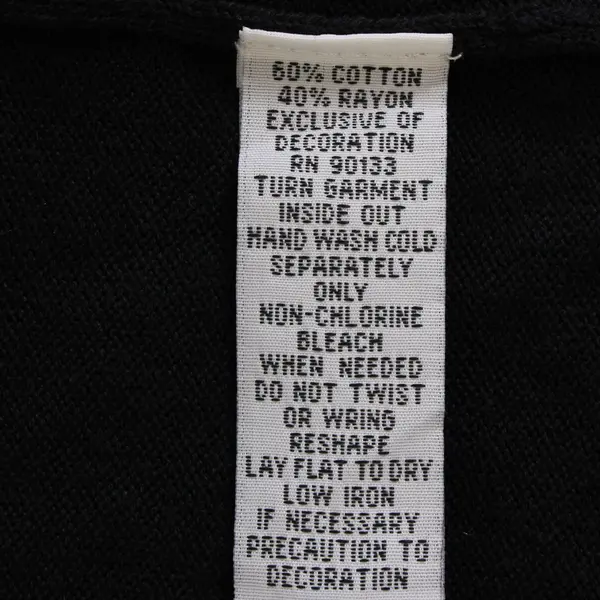 60% COTTON
40% RAYON
EXCLUSIVE OF
DECORATION
RN 90133
TURN GARMENT
INSIDE OUT
HAND WASH COLD
SEPARATELY
ONLY
NON-CHLORINE
BLEACH
WHEN NEEDED
DO NOT TWIST
OR WRING
RESHAPE
LAY FLAT TO DRY
LOW IRON
IF NECESSARY
PRECAUTION TO
DECORATION